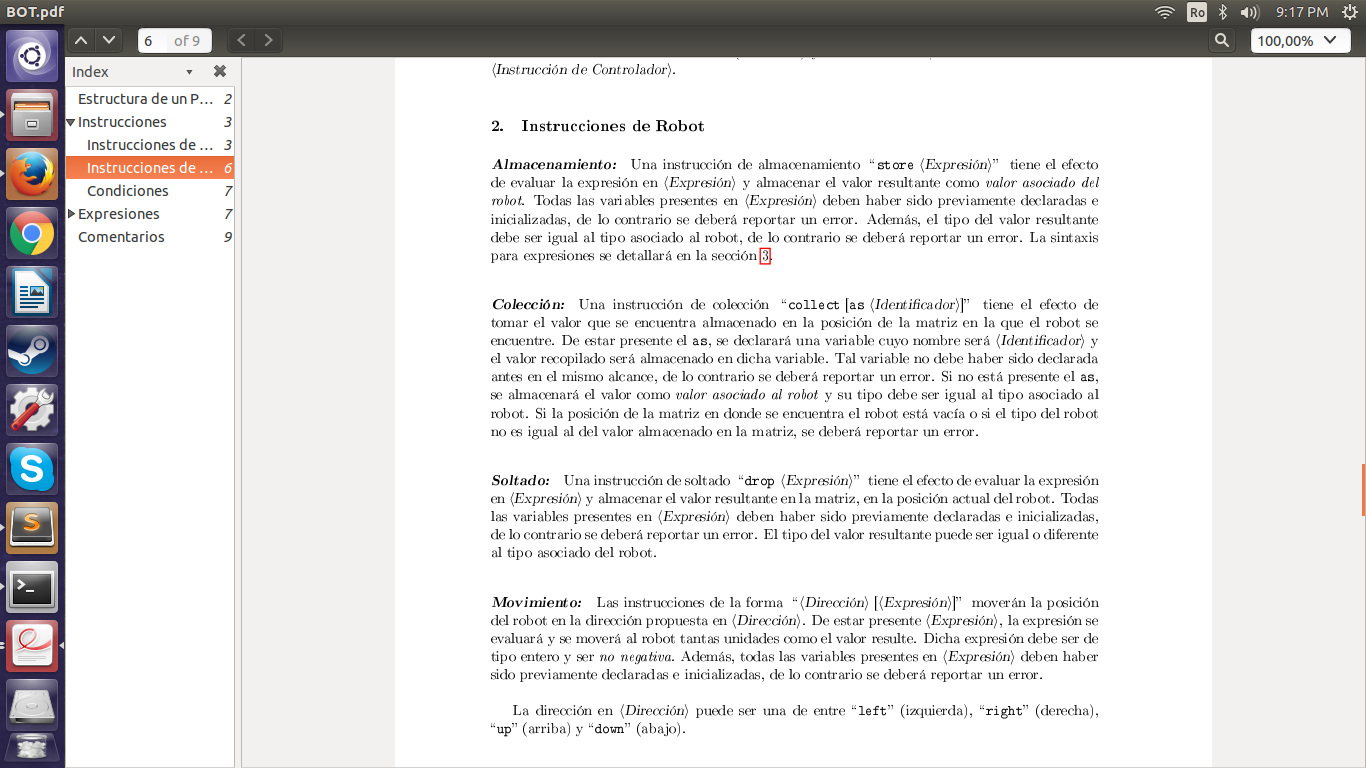 BOT.pdf
Ro
9:17 PM
6 of 9
100,00%
Index
Estructura de un P... 2
Instrucciones 3
Instrucciones de ... 3
Instrucciones de ... 6
Condiciones 7
Expresiones 7
Comentarios 9
⟨Instrucción de Controlador⟩.
2. Instrucciones de Robot
Almacenamiento: Una instrucción de almacenamiento “store ⟨Expresión⟩” tiene el efecto
de evaluar la expresión en ⟨Expresión⟩ y almacenar el valor resultante como valor asociado del
robot. Todas las variables presentes en ⟨Expresión⟩ deben haber sido previamente declaradas e
inicializadas, de lo contrario se deberá reportar un error. Además, el tipo del valor resultante
debe ser igual al tipo asociado al robot, de lo contrario se deberá reportar un error. La sintaxis
para expresiones se detallará en la sección 3.
Colección: Una instrucción de colección “collect [as ⟨Identificador⟩]” tiene el efecto de
tomar el valor que se encuentra almacenado en la posición de la matriz en la que el robot se
encuentre. De estar presente el as, se declarará una variable cuyo nombre será ⟨Identificador⟩ y
el valor recopilado será almacenado en dicha variable. Tal variable no debe haber sido declarada
antes en el mismo alcance, de lo contrario se deberá reportar un error. Si no está presente el as,
se almacenará el valor como valor asociado al robot y su tipo debe ser igual al tipo asociado al
robot. Si la posición de la matriz en donde se encuentra el robot está vacía o si el tipo del robot
no es igual al del valor almacenado en la matriz, se deberá reportar un error.
Soltado: Una instrucción de soltado “drop ⟨Expresión⟩” tiene el efecto de evaluar la expresión
en ⟨Expresión⟩ y almacenar el valor resultante en la matriz, en la posición actual del robot. Todas
las variables presentes en ⟨Expresión⟩ deben haber sido previamente declaradas e inicializadas,
de lo contrario se deberá reportar un error. El tipo del valor resultante puede ser igual o diferente
al tipo asociado del robot.
Movimiento: Las instrucciones de la forma “⟨Dirección⟩ [⟨Expresión⟩]” moverán la posición
del robot en la dirección propuesta en ⟨Dirección⟩. De estar presente ⟨Expresión⟩, la expresión se
evaluará y se moverá al robot tantas unidades como el valor resulte. Dicha expresión debe ser de
tipo entero y ser no negativa. Además, todas las variables presentes en ⟨Expresión⟩ deben haber
sido previamente declaradas e inicializadas, de lo contrario se deberá reportar un error.
La dirección en ⟨Dirección⟩ puede ser una de entre “left” (izquierda), “right” (derecha),
“up” (arriba) y “down” (abajo).